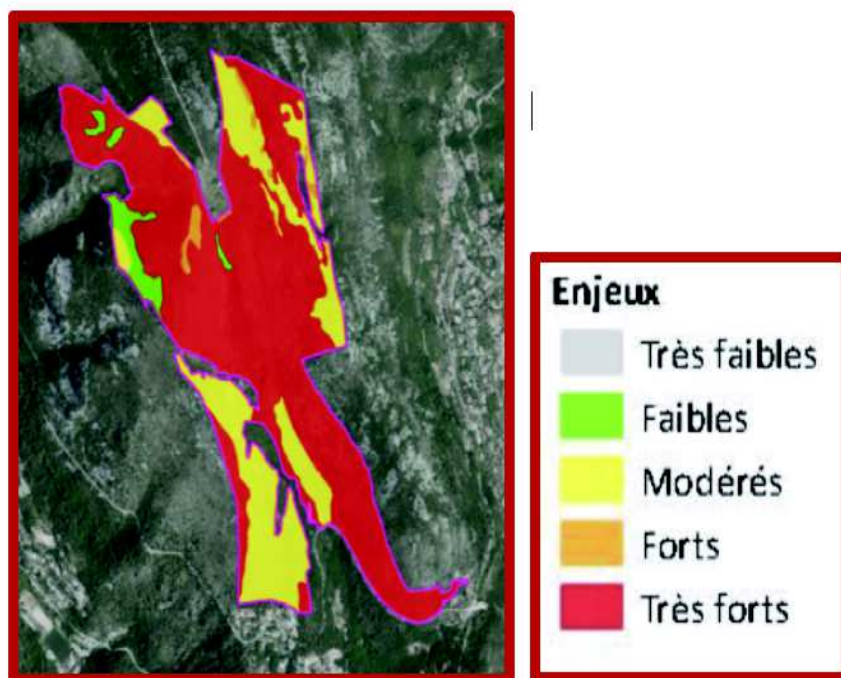 Enjeux
Très faibles
Faibles
Modérés
Forts
Très forts